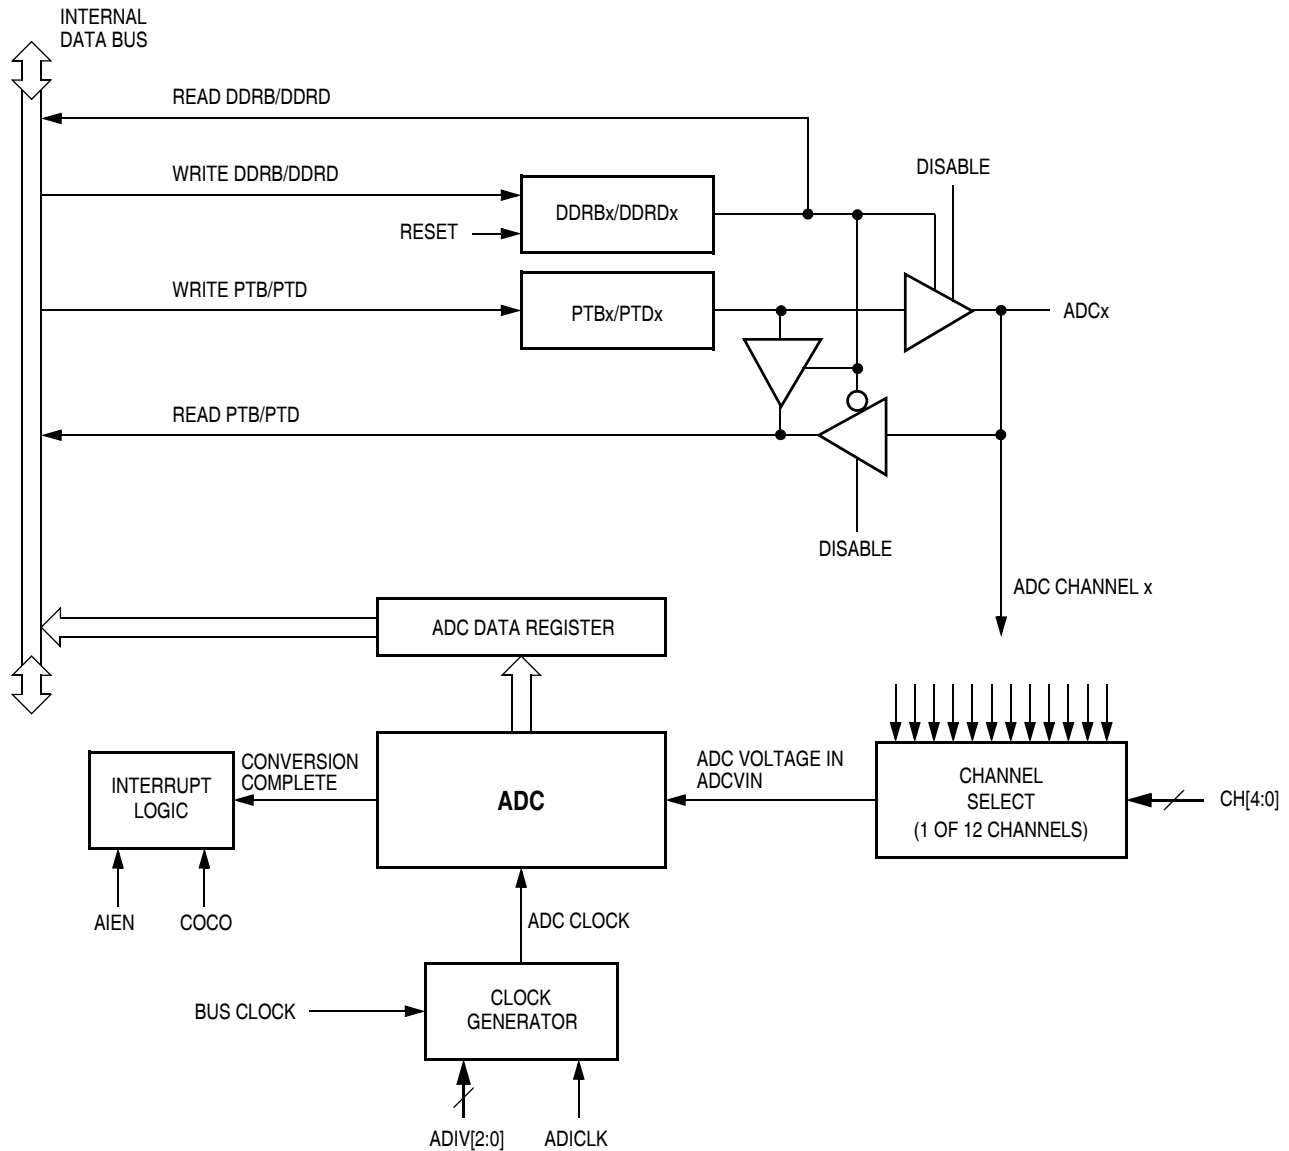 INTERNAL
DATA BUS
READ DDRB/DDRD
WRITE DDRB/DDRD
DISABLE
DDRBx/DDRDx
RESET
WRITE PTB/PTD
PTBx/PTDx
ADCx
READ PTB/PTD
DISABLE
ADC CHANNEL x
ADC DATA REGISTER
INTERRUPT
LOGIC
CONVERSION
COMPLETE
ADC
ADC VOLTAGE IN
ADCVIN
CHANNEL
SELECT
(1 OF 12 CHANNELS)
CH[4:0]
AIEN
COCO
ADC CLOCK
BUS CLOCK
CLOCK
GENERATOR
ADIV[2:0]
ADICLK